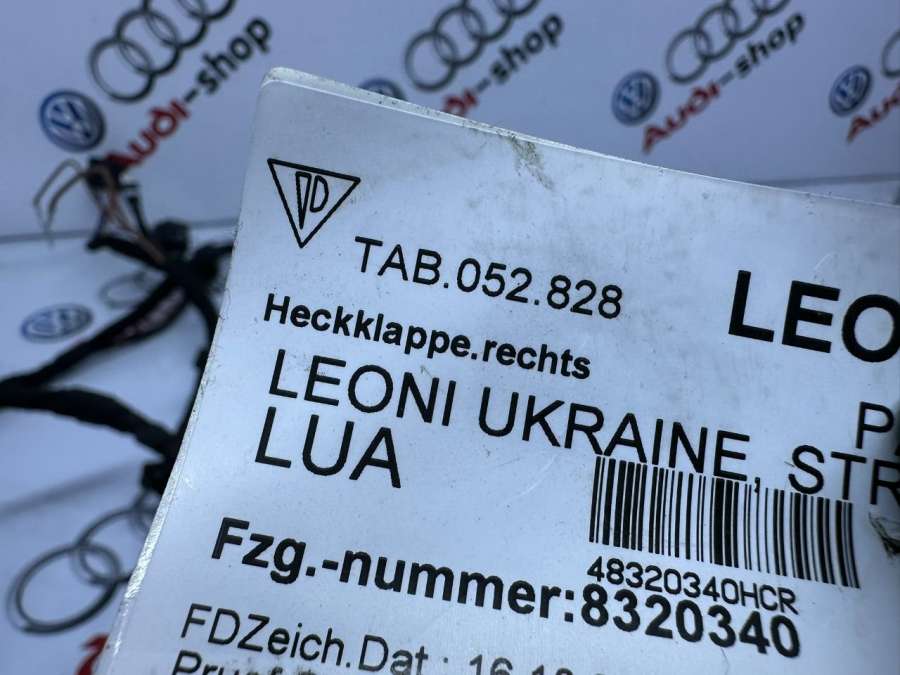 Audi-shop
Audi-shop
Audi-shop
TAB.052.828
LEO
Heckklappe.rechts
LEONI UKRAINE, STR
LUA
48320340HCR
Fzg.-nummer:8320340
FDZeich.Dat.: